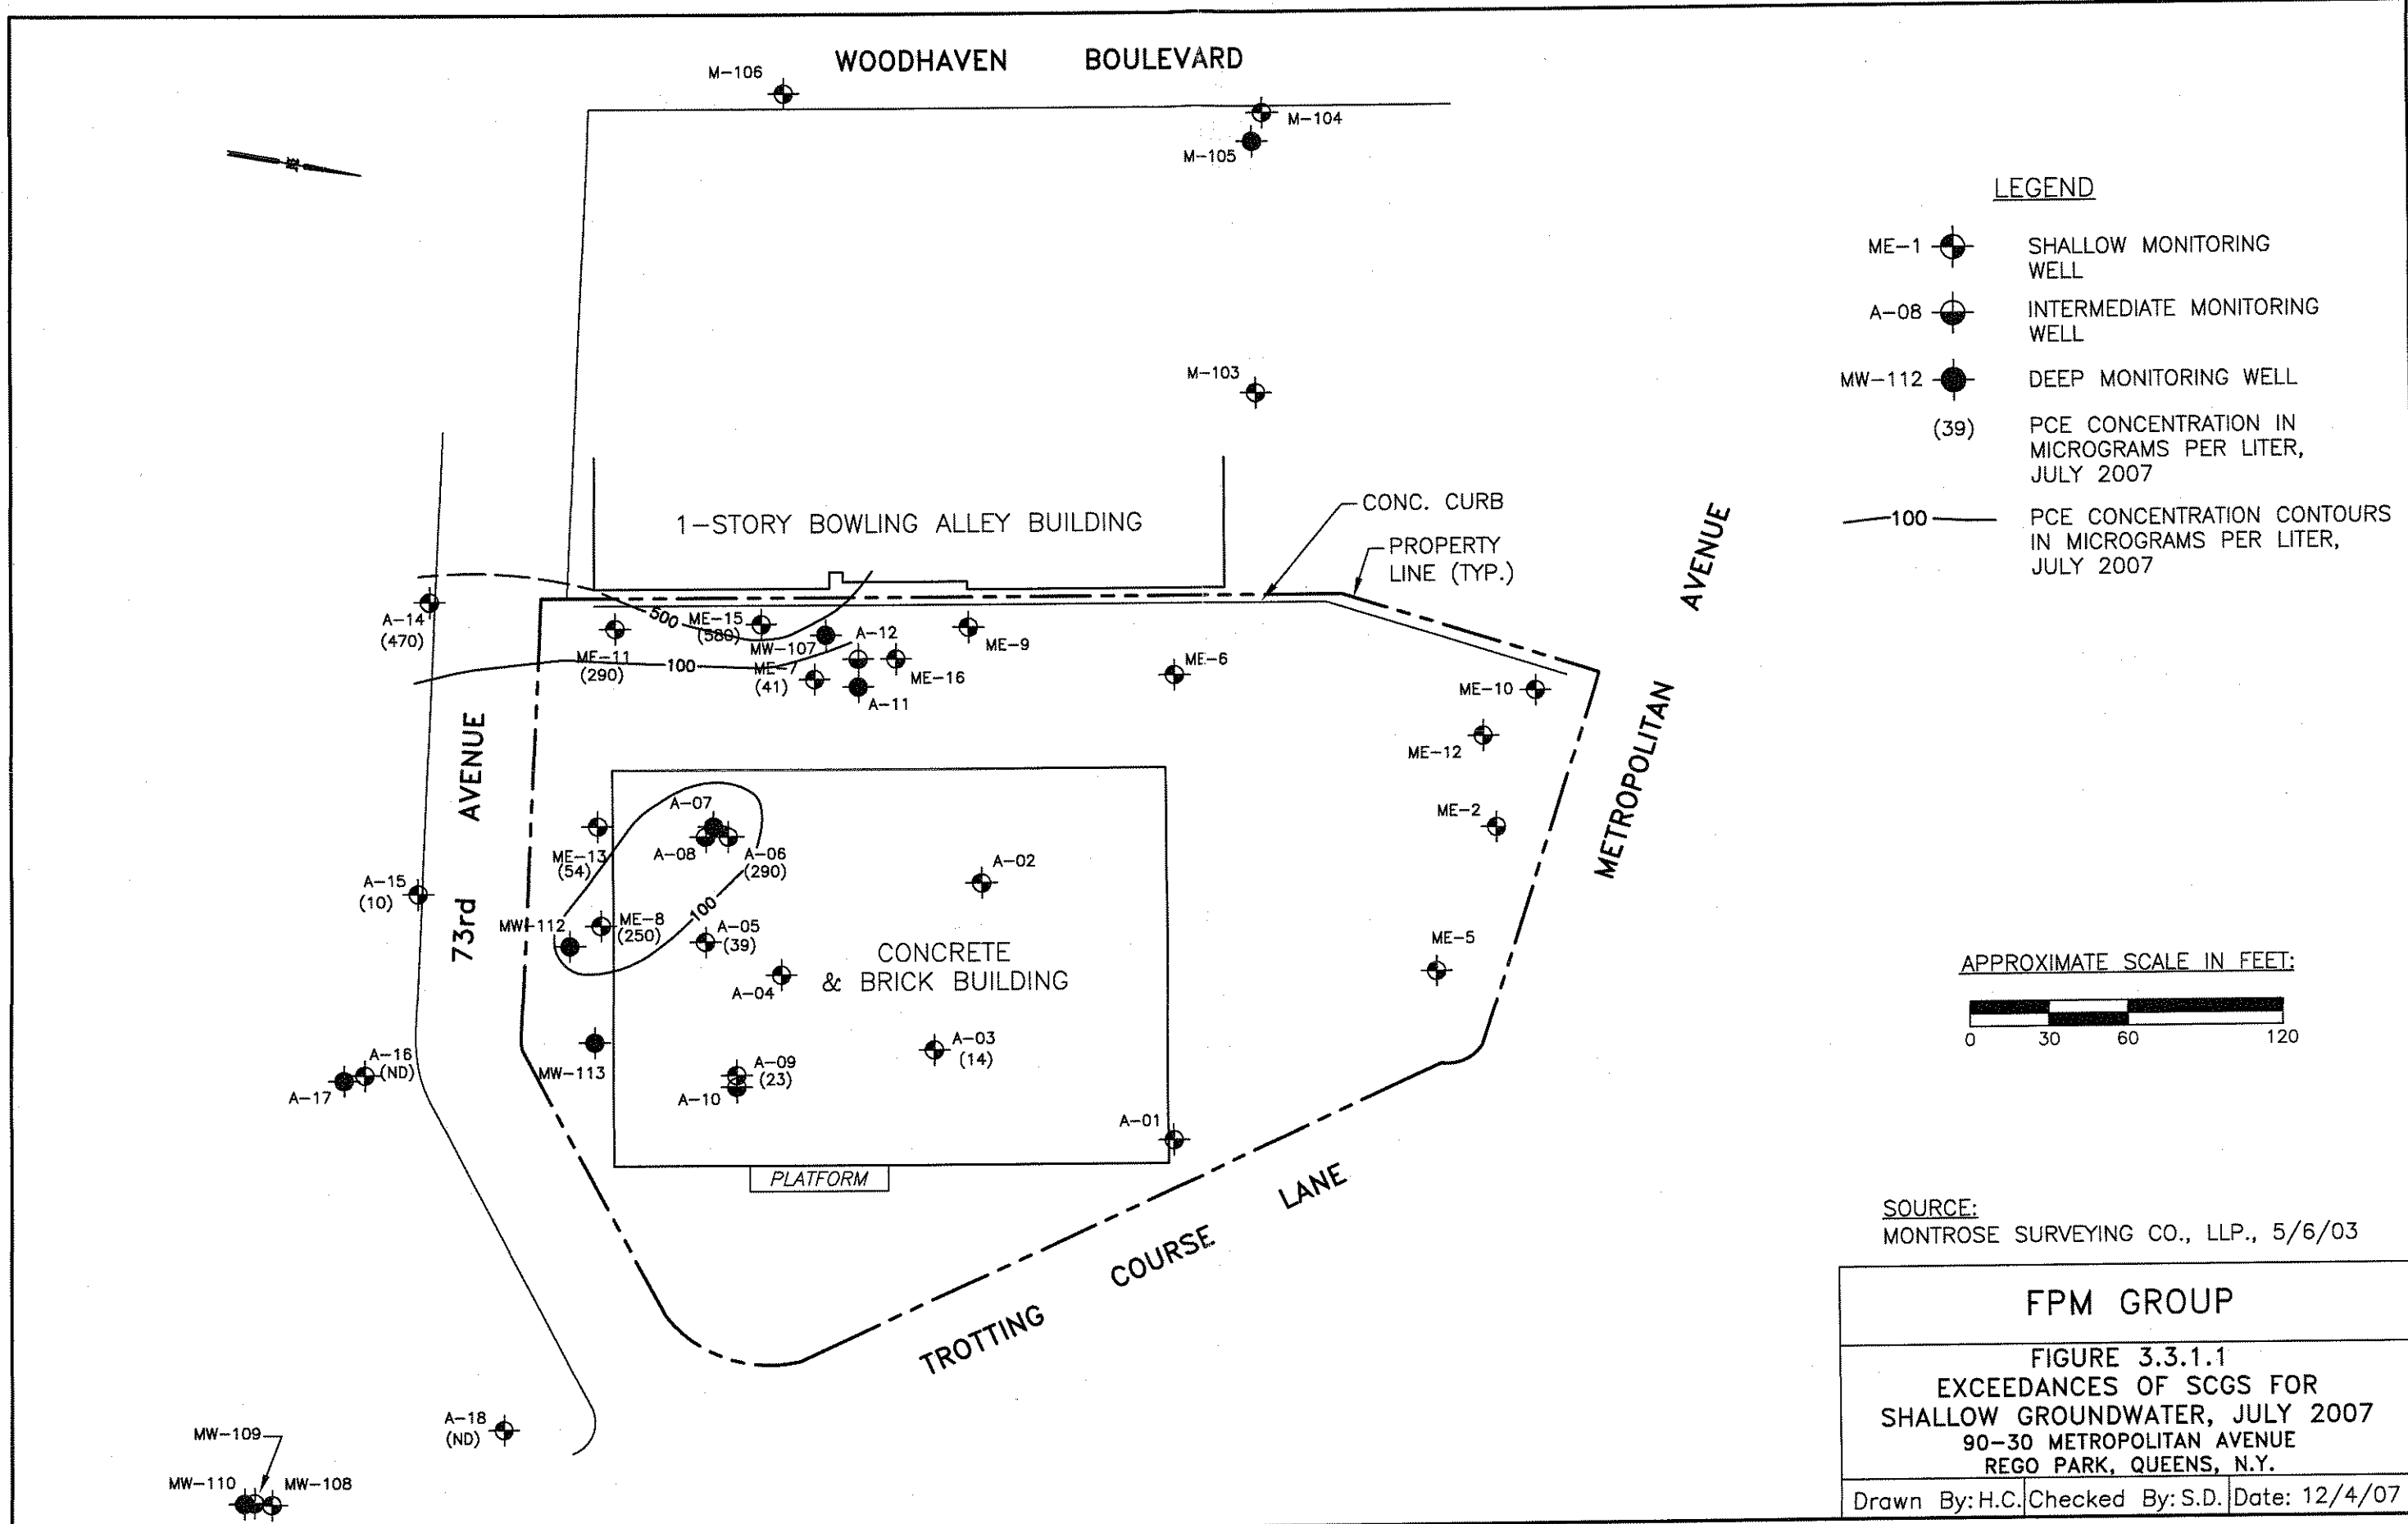 WOODHAVEN BOULEVARD
M-106
M-104
M-105
M-103
LEGEND
ME-1
SHALLOW MONITORING
WELL
A-08
INTERMEDIATE MONITORING
WELL
MW-112
DEEP MONITORING WELL
(39)
PCE CONCENTRATION IN
MICROGRAMS PER LITER,
JULY 2007
100
PCE CONCENTRATION CONTOURS
IN MICROGRAMS PER LITER,
JULY 2007
1-STORY BOWLING ALLEY BUILDING
CONC. CURB
PROPERTY
LINE (TYP.)
METROPOLITAN AVENUE
A-14
(470)
500
ME-15
(580)
MW-107
A-12
ME-9
ME-11
(290)
100
ME-7
(41)
ME-16
A-11
ME-6
ME-10
ME-12
ME-2
ME-5
73rd AVENUE
A-07
A-08
A-06
(290)
ME-13
(54)
A-02
A-15
(10)
MW-112
ME-8
(250)
100
A-05
(39)
A-04
CONCRETE
& BRICK BUILDING
A-03
(14)
MW-113
A-09
(23)
A-10
A-16
(ND)
A-17
A-01
PLATFORM
TROTTING COURSE LANE
A-18
(ND)
MW-109
MW-110
MW-108
APPROXIMATE SCALE IN FEET:
0 30 60 120
SOURCE:
MONTROSE SURVEYING CO., LLP., 5/6/03
FPM GROUP
FIGURE 3.3.1.1
EXCEEDANCES OF SCGS FOR
SHALLOW GROUNDWATER, JULY 2007
90-30 METROPOLITAN AVENUE
REGO PARK, QUEENS, N.Y.
Drawn By: H.C. Checked By: S.D. Date: 12/4/07